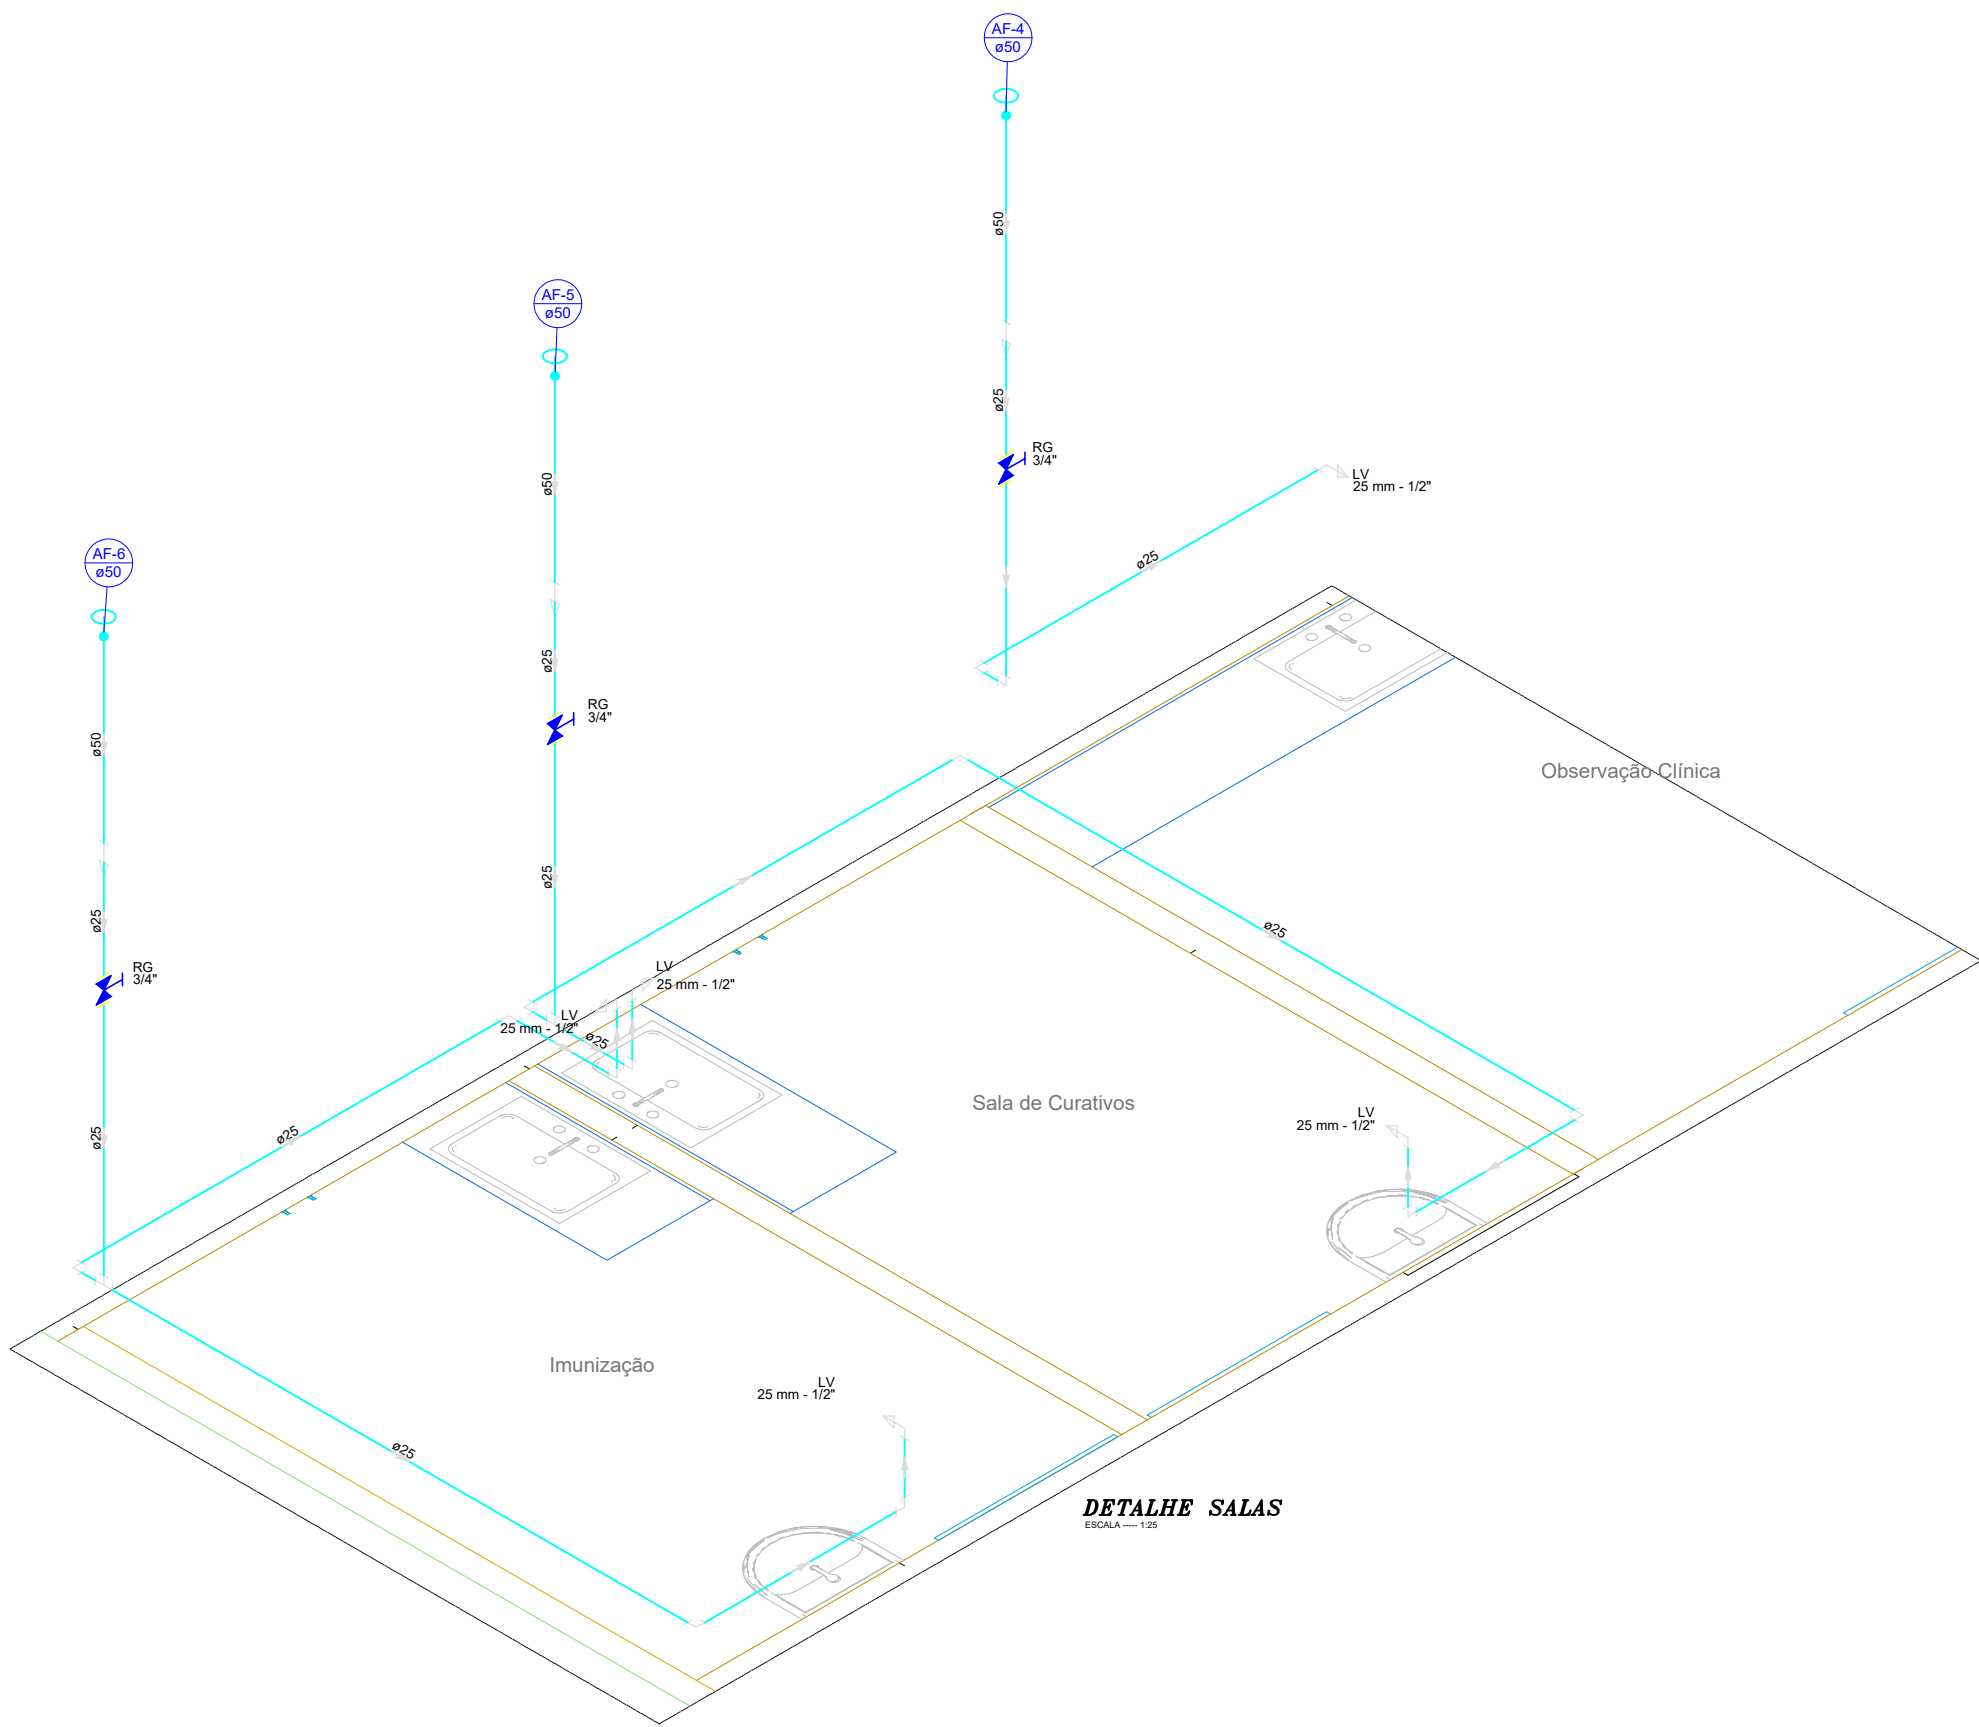 AF-4
ø50
ø50
AF-5
ø50
ø25
RG
3/4"
LV
25 mm - 1/2"
ø50
AF-6
ø50
ø25
ø25
RG
3/4"
ø50
Observação Clínica
ø25
ø25
ø25
RG
3/4"
LV
25 mm - 1/2"
LV
25 mm - 1/2"
ø25
Sala de Curativos
LV
25 mm - 1/2"
ø25
ø25
Imunização
LV
25 mm - 1/2"
ø25
DETALHE SALAS
ESCALA ----- 1:25